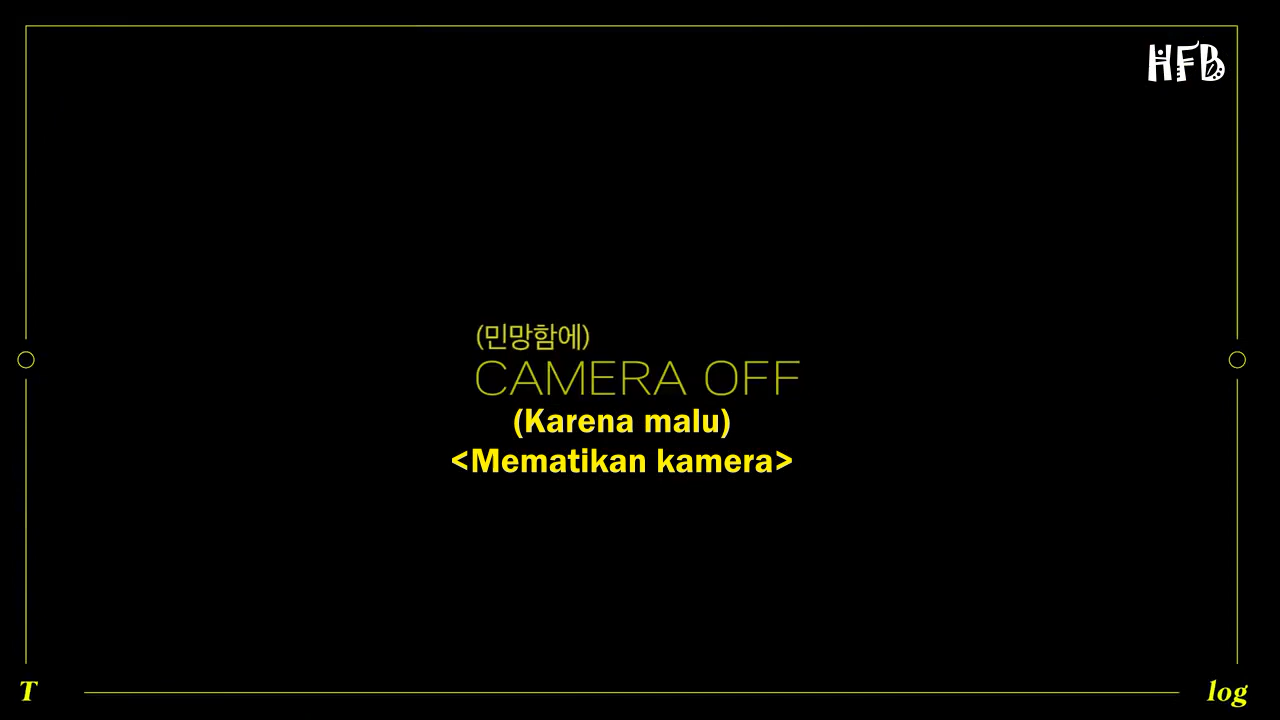 HFB
(민망함에)
CAMERA OFF
(Karena malu)
<Mematikan kamera>
T
log